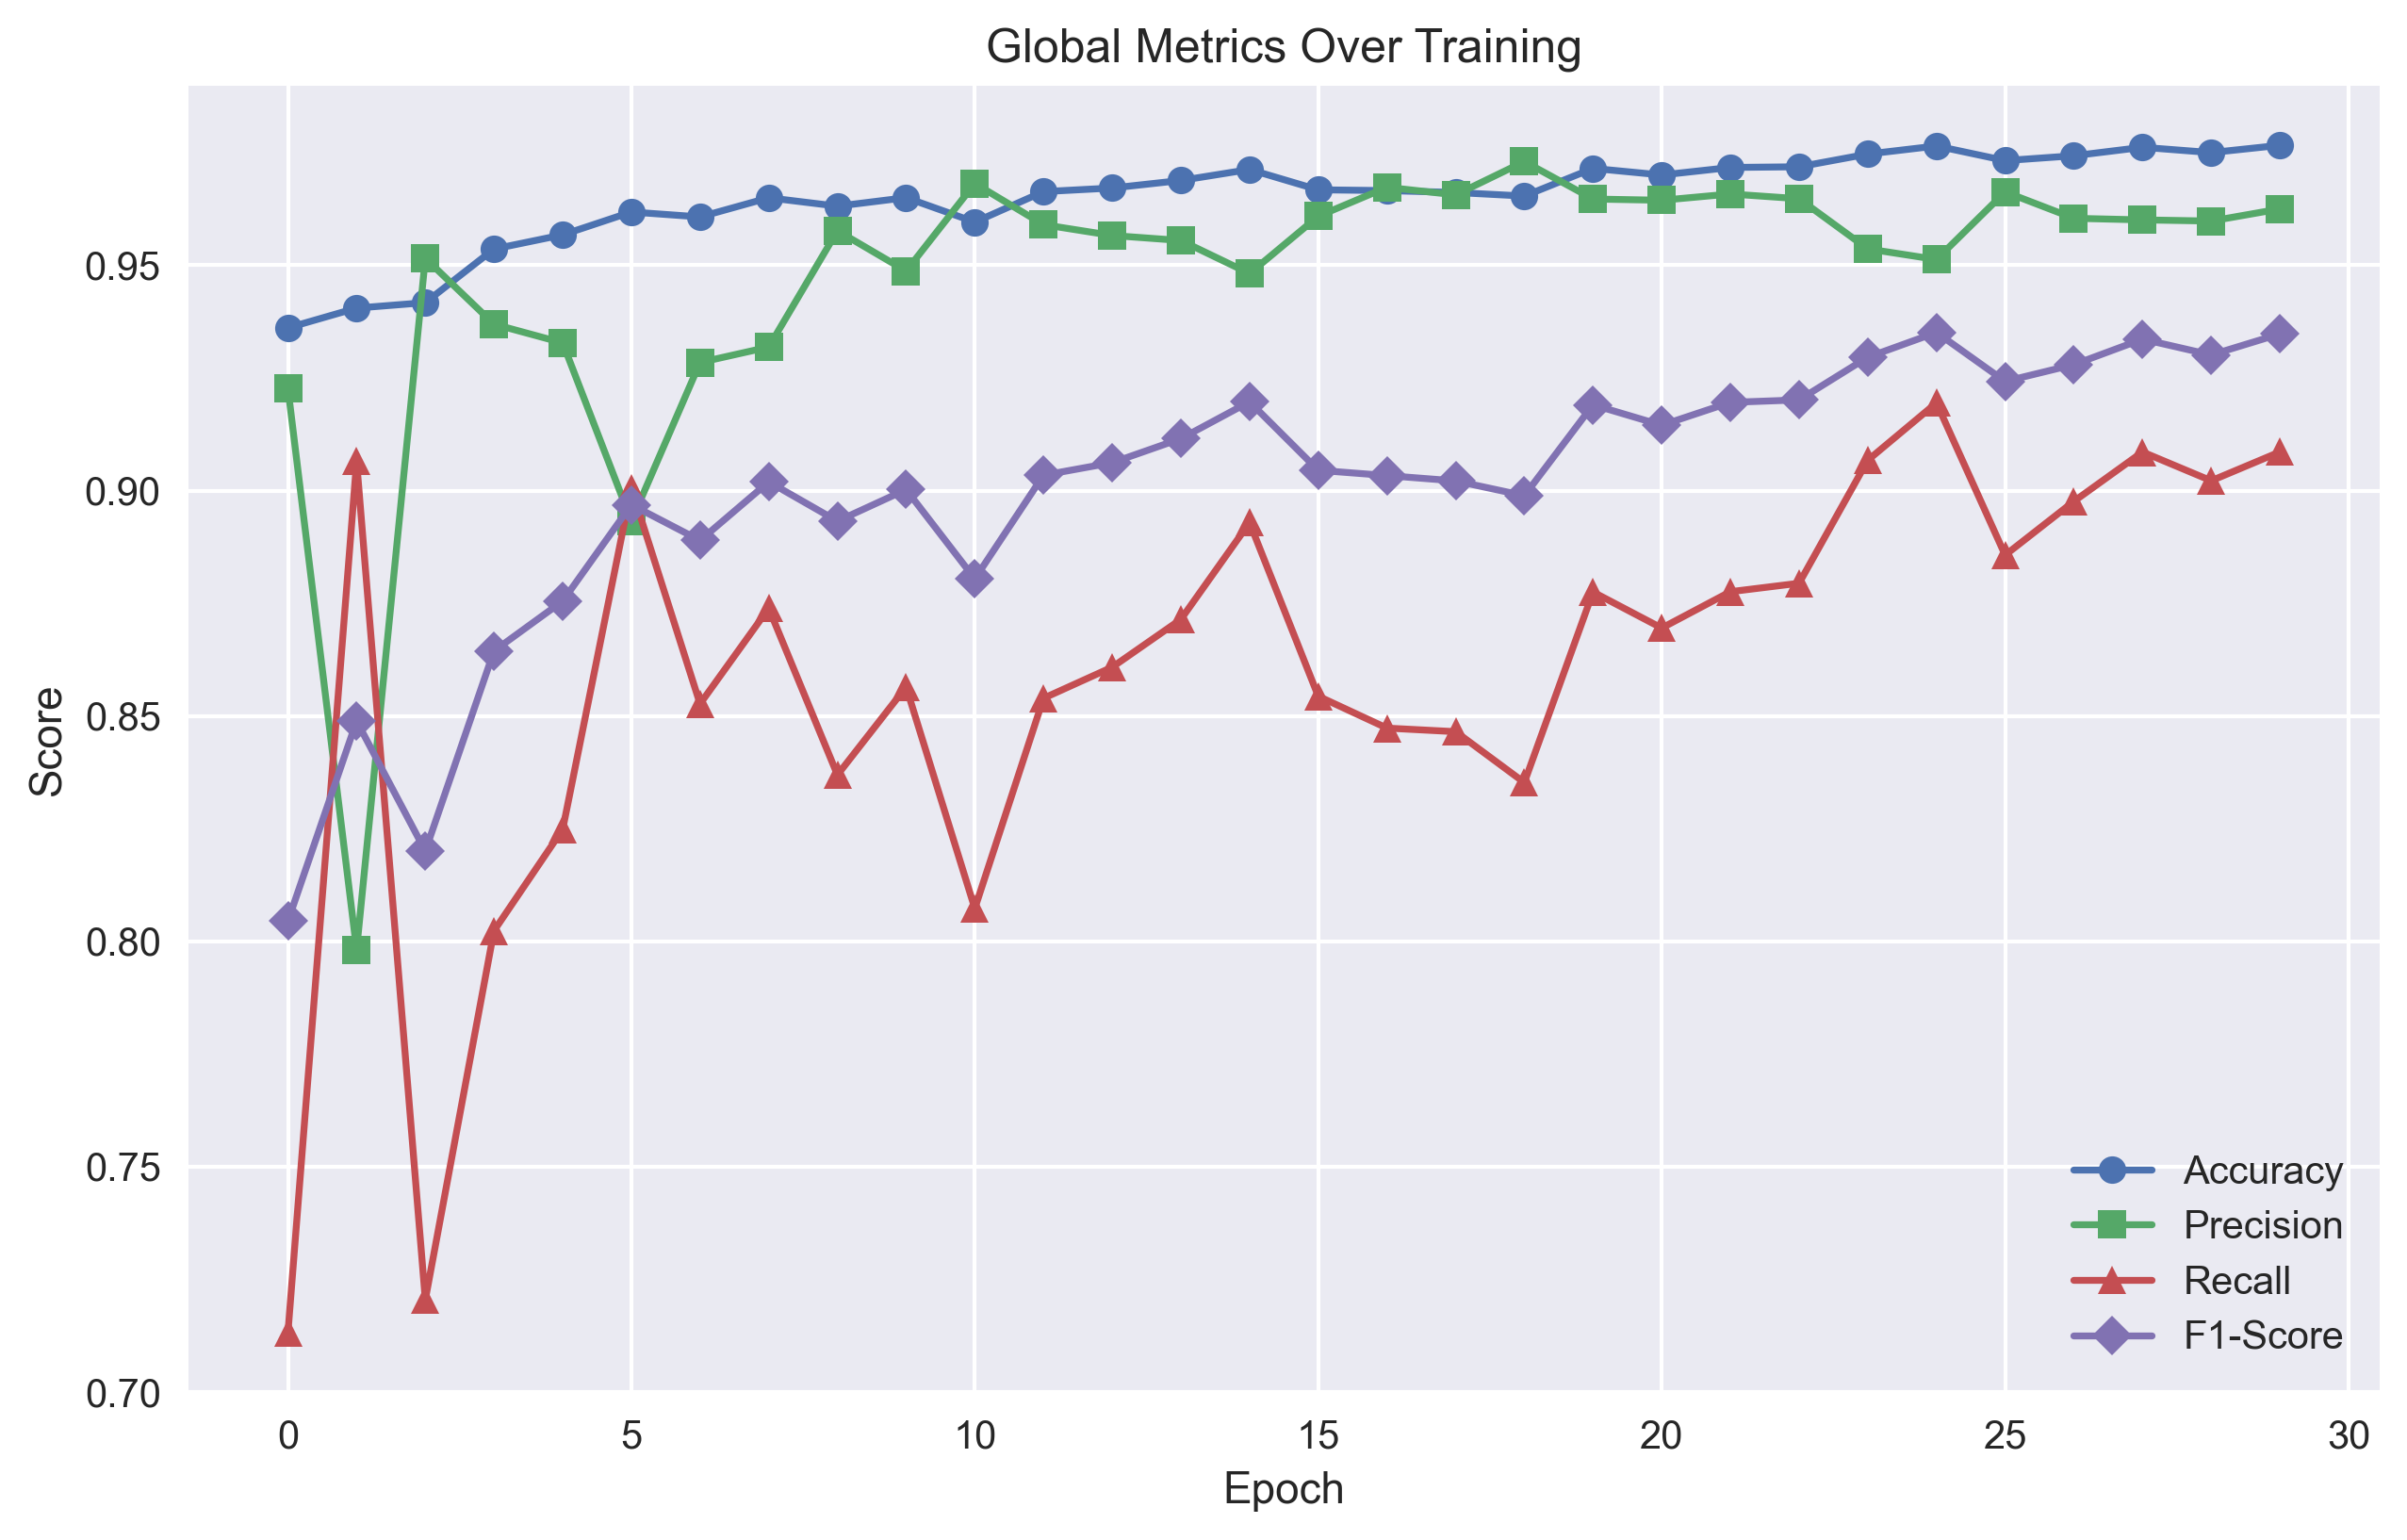 Global Metrics Over Training
Score
0.95
0.90
0.85
0.80
0.75
0.70
0
5
10
15
20
25
30
Epoch
Accuracy
Precision
Recall
F1-Score